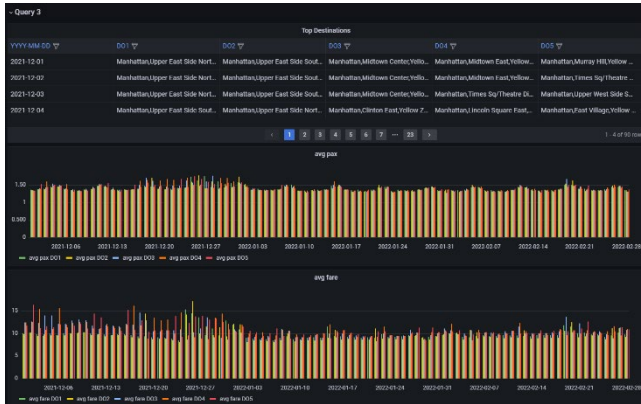 Query 3
Top Destinations
YYYY MM DD DO1 DO2 DO3 DO4 DO5
2021-12-01 Manhattan,Upper East Side Nort... Manhattan,Upper East Side Sout... Manhattan,Midtown Center,Yello... Manhattan,Midtown East,Yellow... Manhattan,Murray Hill,Yellow ...
2021-12-02 Manhattan,Upper East Side Nort... Manhattan,Upper East Side Sout... Manhattan,Midtown Center,Yello... Manhattan,Midtown East,Yellow... Manhattan,Times Sq/Theatre ...
2021-12-03 Manhattan,Upper East Side Nort... Manhattan,Upper East Side Sout... Manhattan,Midtown Center,Yello... Manhattan,Times Sq/Theatre Di... Manhattan,Upper West Side S...
2021-12-04 Manhattan,Upper East Side Sout... Manhattan,Upper East Side Nort... Manhattan,Clinton East,Yellow Z... Manhattan,Lincoln Square East,... Manhattan,East Village,Yellow ...
‹ 1 2 3 4 5 6 7 ··· 23 › 1 - 4 of 90 row
avg pax
1.50
1
0.500
0
2021-12-06 2021-12-13 2021-12-20 2021-12-27 2022-01-03 2022-01-10 2022-01-17 2022-01-24 2022-01-31 2022-02-07 2022-02-14 2022-02-21 2022-02-28
avg pax DO1 avg pax DO2 avg pax DO3 avg pax DO4 avg pax DO5
avg fare
15
10
5
0
2021-12-06 2021-12-13 2021-12-20 2021-12-27 2022-01-03 2022-01-10 2022-01-17 2022-01-24 2022-01-31 2022-02-07 2022-02-14 2022-02-21 2022-02-28
avg fare DO1 avg fare DO2 avg fare DO3 avg fare DO4 avg fare DO5